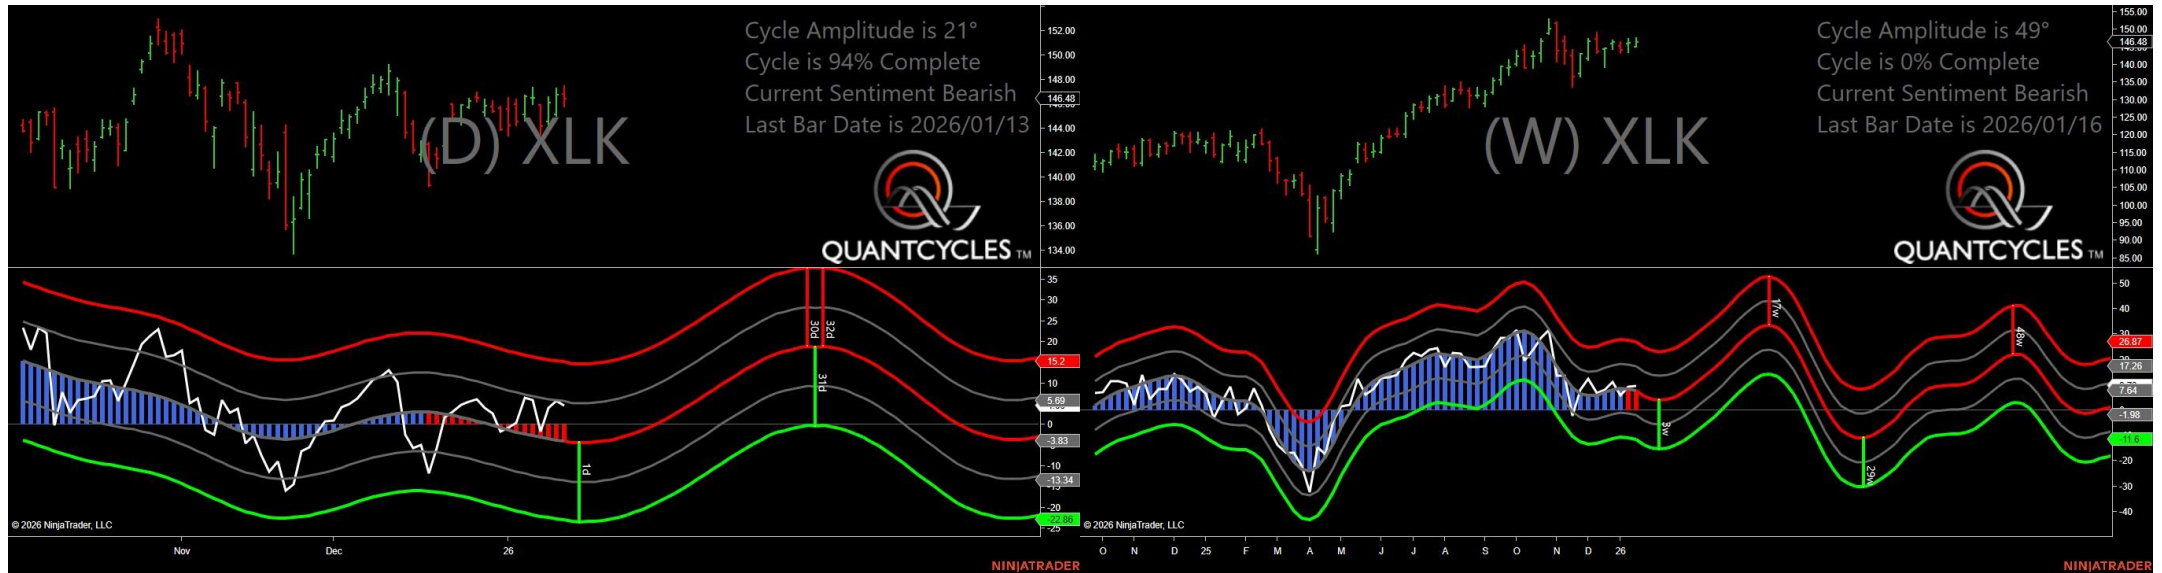 Cycle Amplitude is 21°
Cycle is 94% Complete
Current Sentiment Bearish
Last Bar Date is 2026/01/13
(D) XLK
QUANTCYCLES TM
152.00
150.00
148.00
146.48
144.00
142.00
140.00
138.00
136.00
134.00
30d
32d
31d
1d
35
30
25
20
15.2
10
5.69
0
-3.83
-10
-13.34
-20
-22.86
© 2026 NinjaTrader, LLC
Nov
Dec
26
NINJATRADER
Cycle Amplitude is 49°
Cycle is 0% Complete
Current Sentiment Bearish
Last Bar Date is 2026/01/16
(W) XLK
QUANTCYCLES TM
155.00
150.00
146.48
140.00
135.00
130.00
125.00
120.00
115.00
110.00
105.00
100.00
95.00
90.00
85.00
17w
48w
3w
29w
50
40
30
26.87
17.26
7.64
-1.98
-11.6
-20
-30
-40
© 2026 NinjaTrader, LLC
O N D 25 F M A M J J A S O N D 26
NINJATRADER